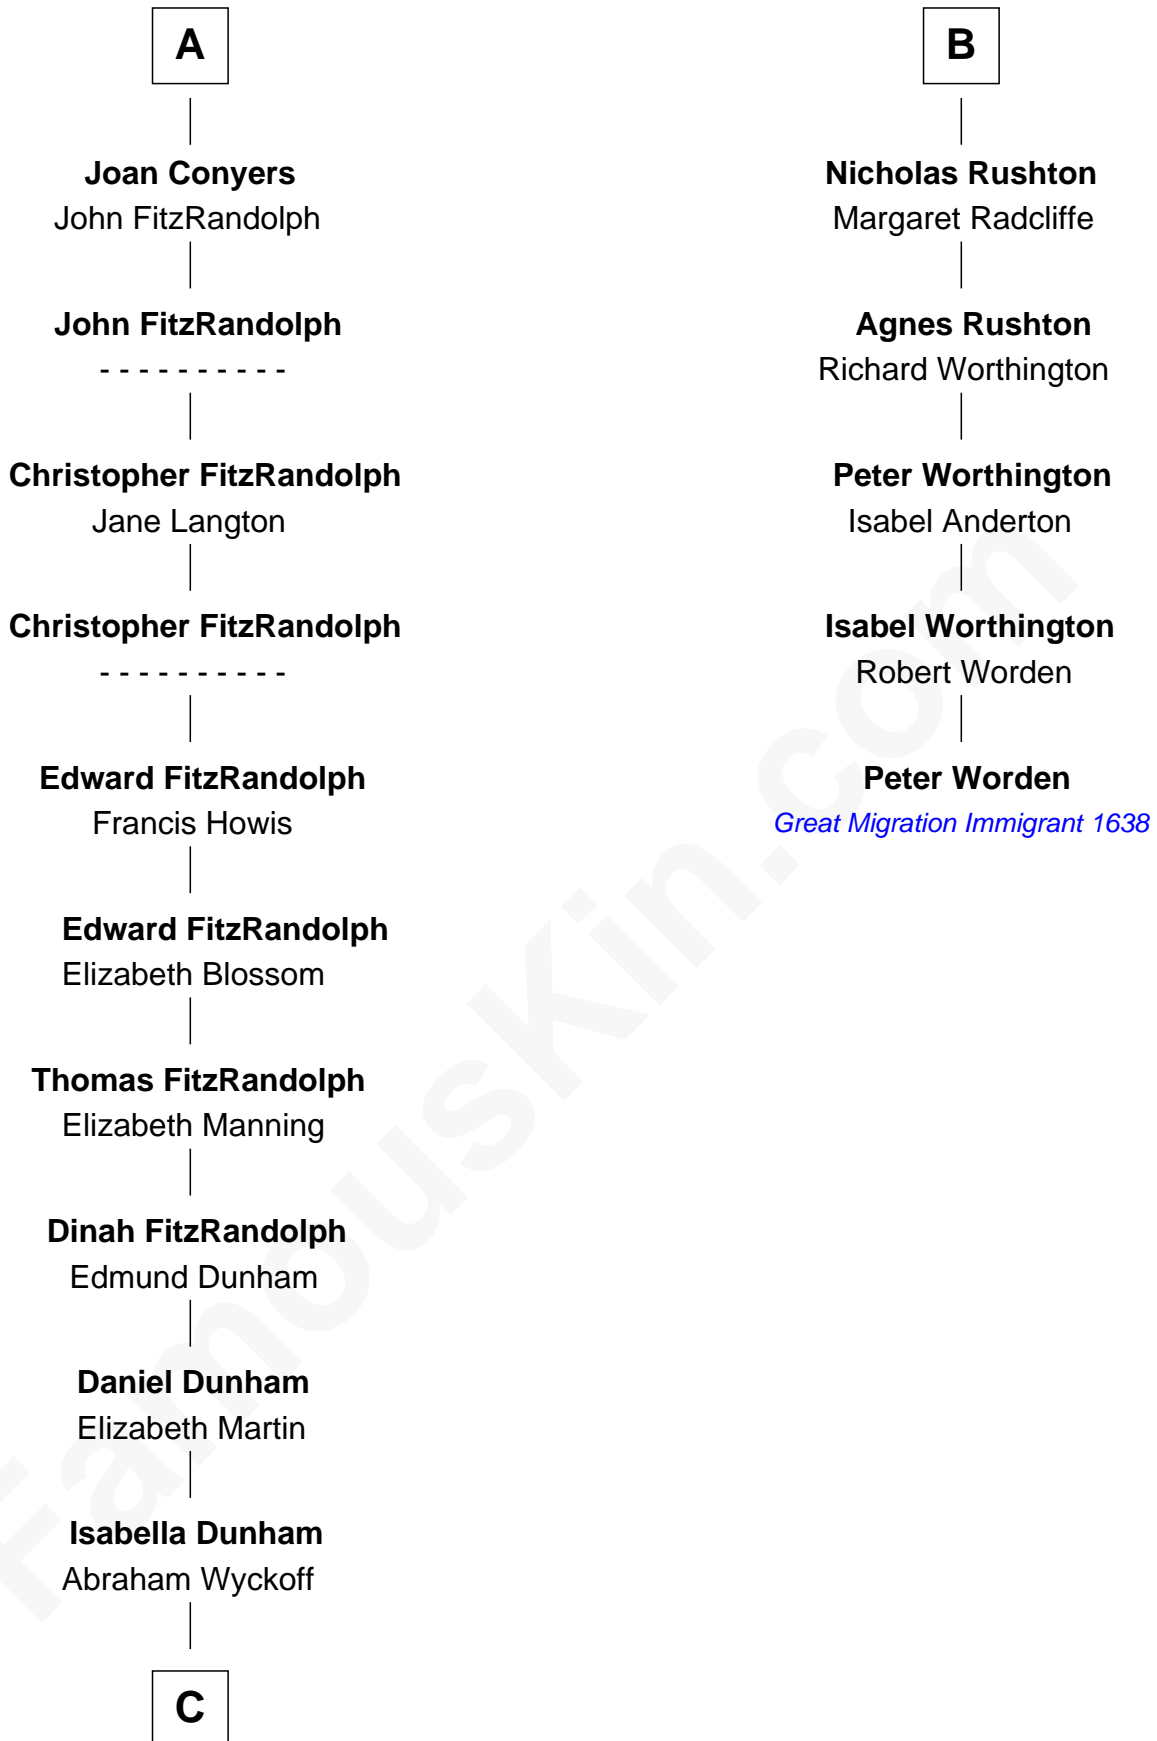 A
Joan Conyers
John FitzRandolph
John FitzRandolph
- - - - - - - - - -
Christopher FitzRandolph
Jane Langton
Christopher FitzRandolph
- - - - - - - - - -
Edward FitzRandolph
Francis Howis
Edward FitzRandolph
Elizabeth Blossom
Thomas FitzRandolph
Elizabeth Manning
Dinah FitzRandolph
Edmund Dunham
Daniel Dunham
Elizabeth Martin
Isabella Dunham
Abraham Wyckoff
C
B
Nicholas Rushton
Margaret Radcliffe
Agnes Rushton
Richard Worthington
Peter Worthington
Isabel Anderton
Isabel Worthington
Robert Worden
Peter Worden
Great Migration Immigrant 1638
FamousKin.com